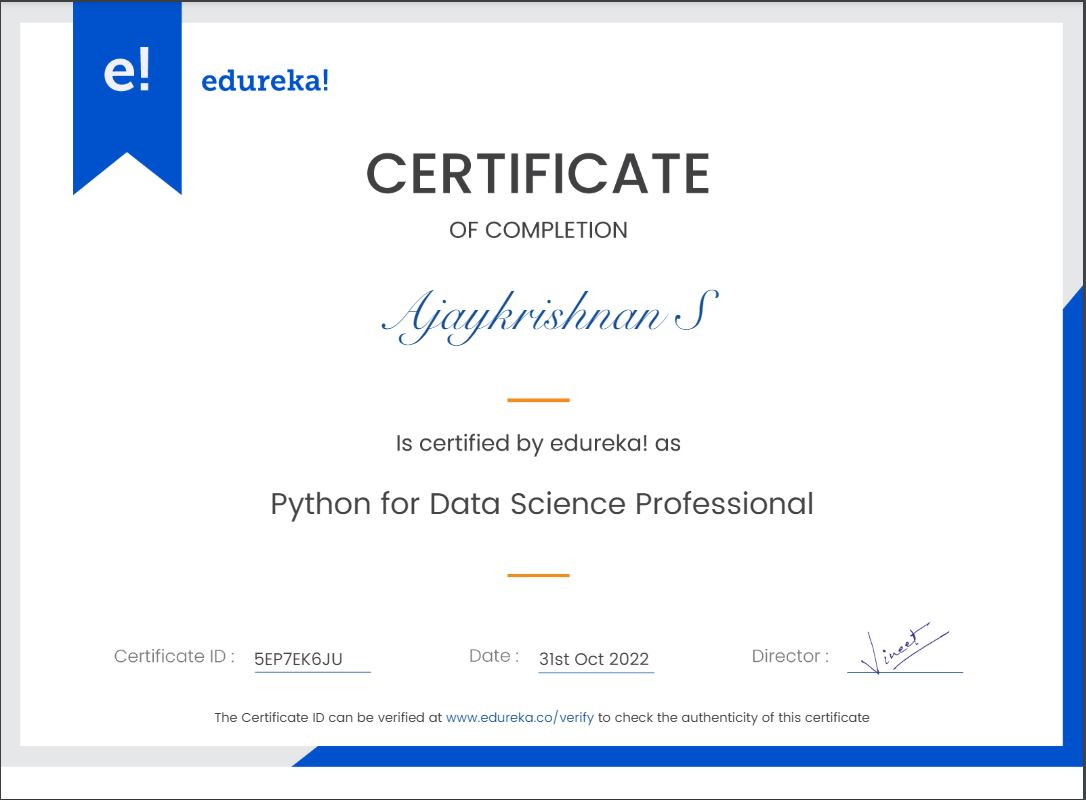 e!
edureka!
CERTIFICATE
OF COMPLETION
Ajaykrishnan S
Is certified by edureka! as
Python for Data Science Professional
Certificate ID : 5EP7EK6JU Date : 31st Oct 2022 Director : Vineet
The Certificate ID can be verified at www.edureka.co/verify to check the authenticity of this certificate